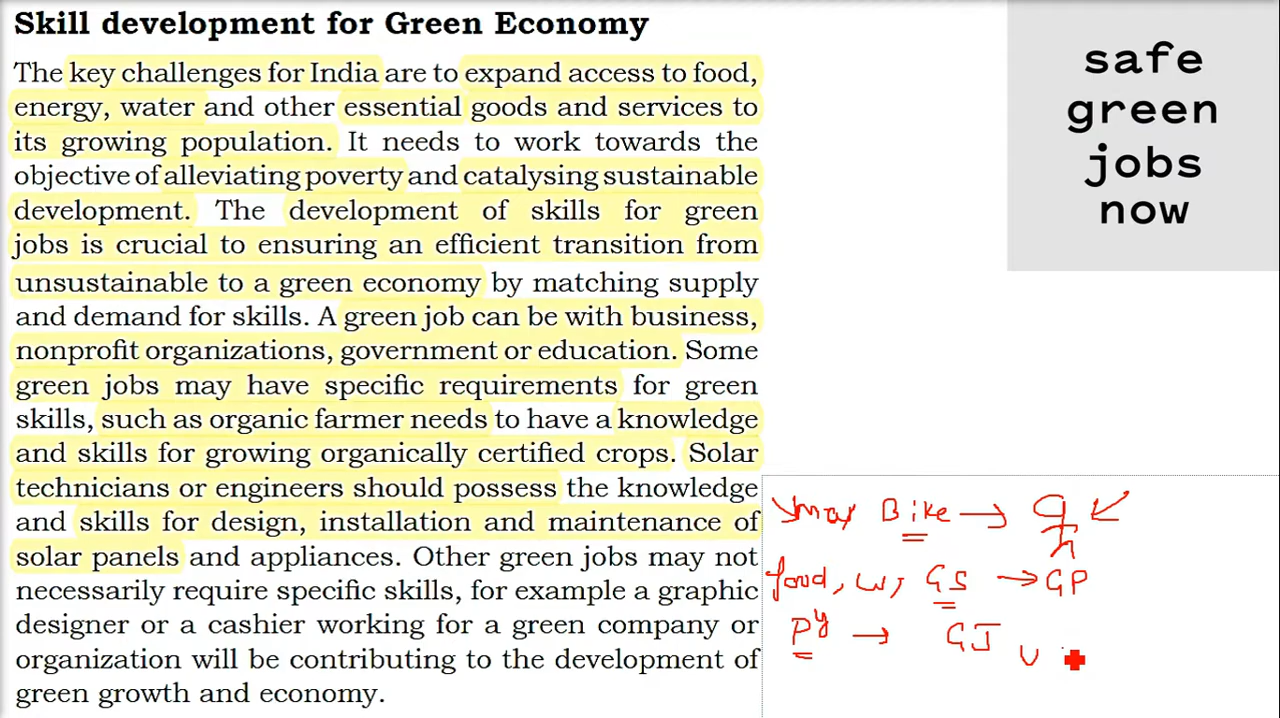 Skill development for Green Economy
The key challenges for India are to expand access to food,
energy, water and other essential goods and services to
its growing population. It needs to work towards the
objective of alleviating poverty and catalysing sustainable
development. The development of skills for green
jobs is crucial to ensuring an efficient transition from
unsustainable to a green economy by matching supply
and demand for skills. A green job can be with business,
nonprofit organizations, government or education. Some
green jobs may have specific requirements for green
skills, such as organic farmer needs to have a knowledge
and skills for growing organically certified crops. Solar
technicians or engineers should possess the knowledge
and skills for design, installation and maintenance of
solar panels and appliances. Other green jobs may not
necessarily require specific skills, for example a graphic
designer or a cashier working for a green company or
organization will be contributing to the development of
green growth and economy.
safe
green
jobs
now
max Bike →
food, w, GS → GP
Py → GJ
U